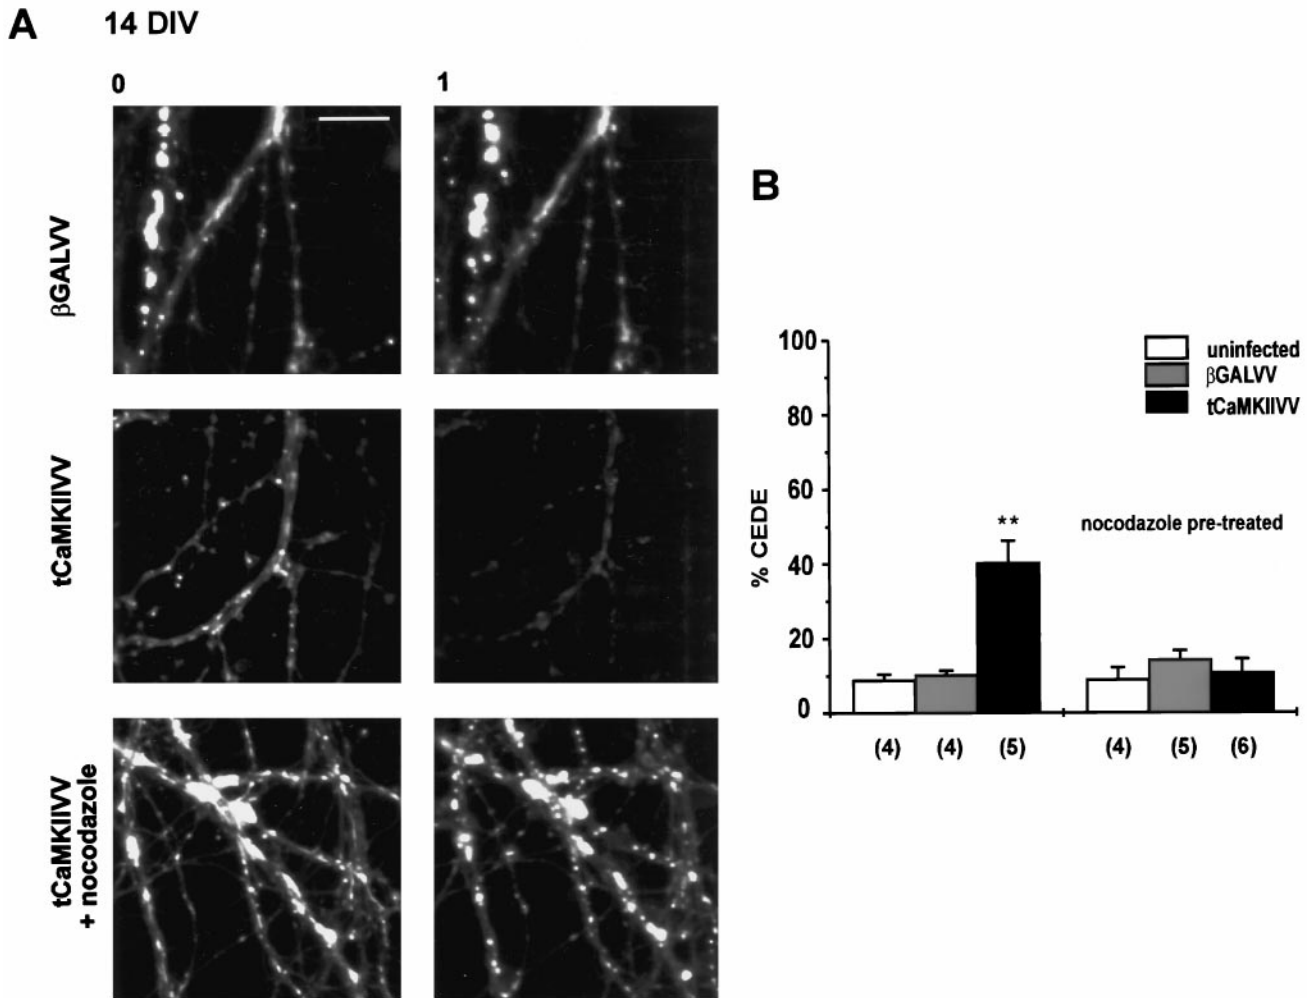 A
14 DIV
0
1
βGALVV
tCaMKIIVV
tCaMKIIVV
+ nocodazole
B
100
80
60
40
20
0
% CEDE
uninfected
βGALVV
tCaMKIIVV
**
nocodazole pre-treated
(4)
(4)
(5)
(4)
(5)
(6)